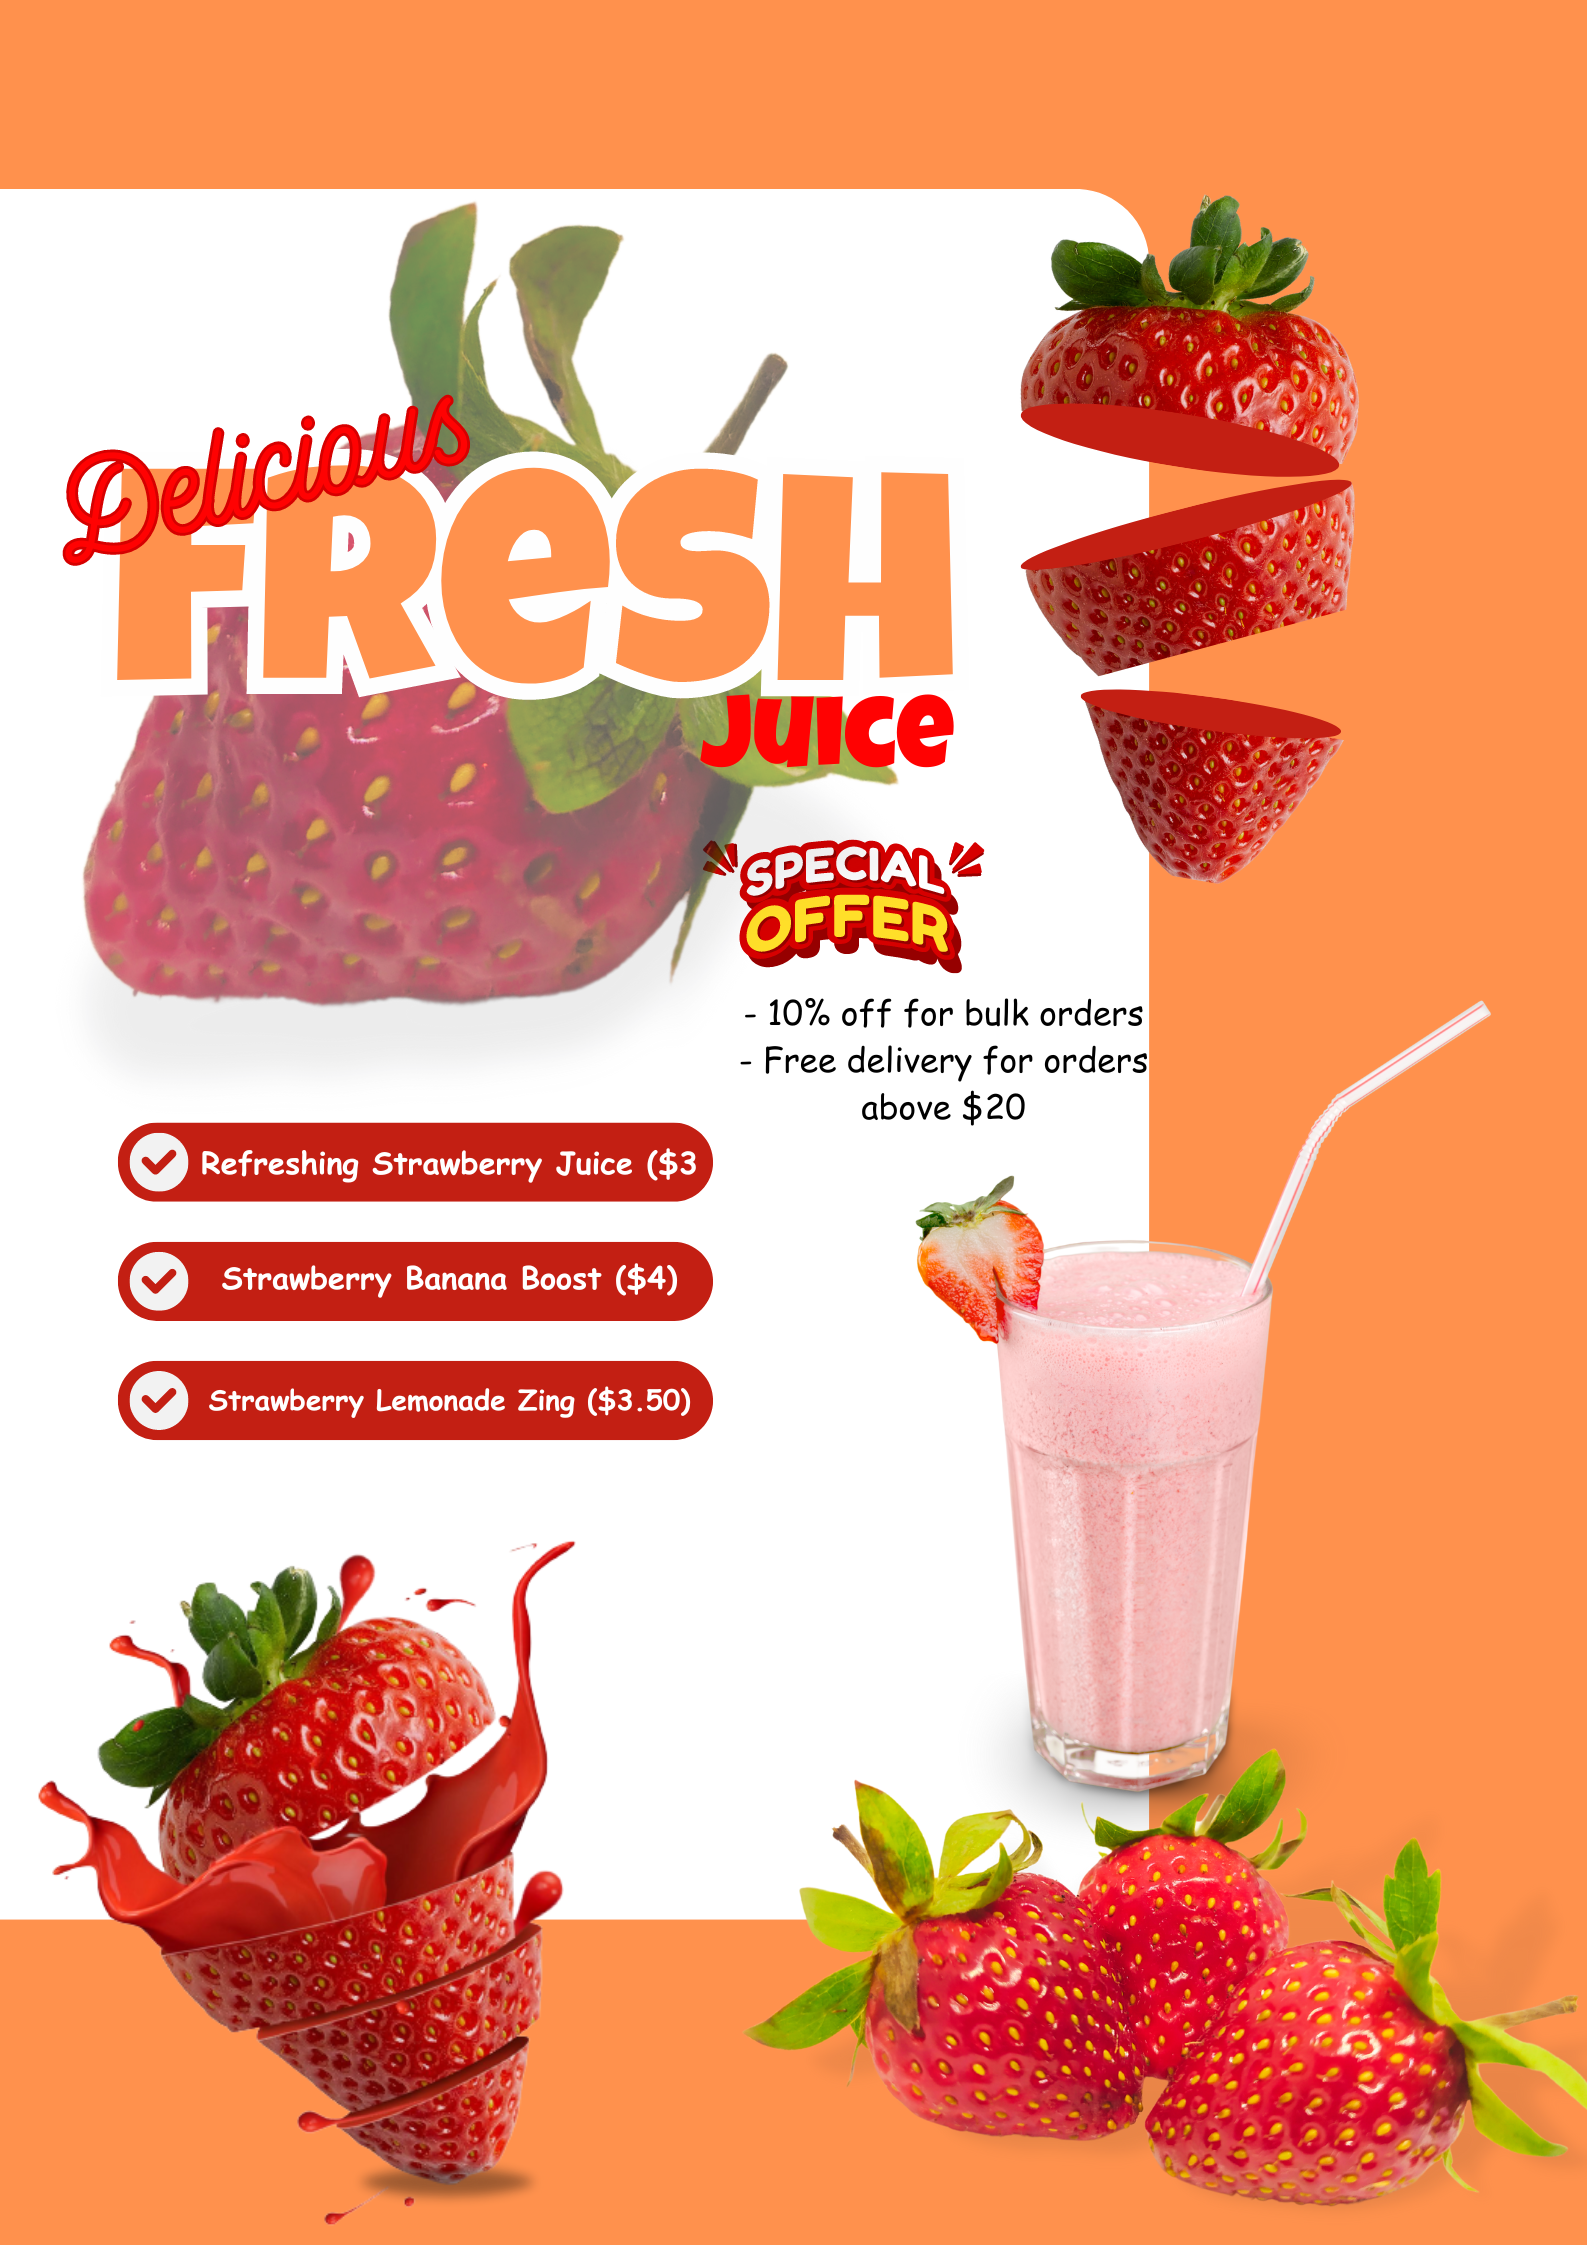 Delicious
FReSH
Juice
SPECIAL
OFFER
- 10% off for bulk orders
- Free delivery for orders
above $20
Refreshing Strawberry Juice ($3
Strawberry Banana Boost ($4)
Strawberry Lemonade Zing ($3.50)